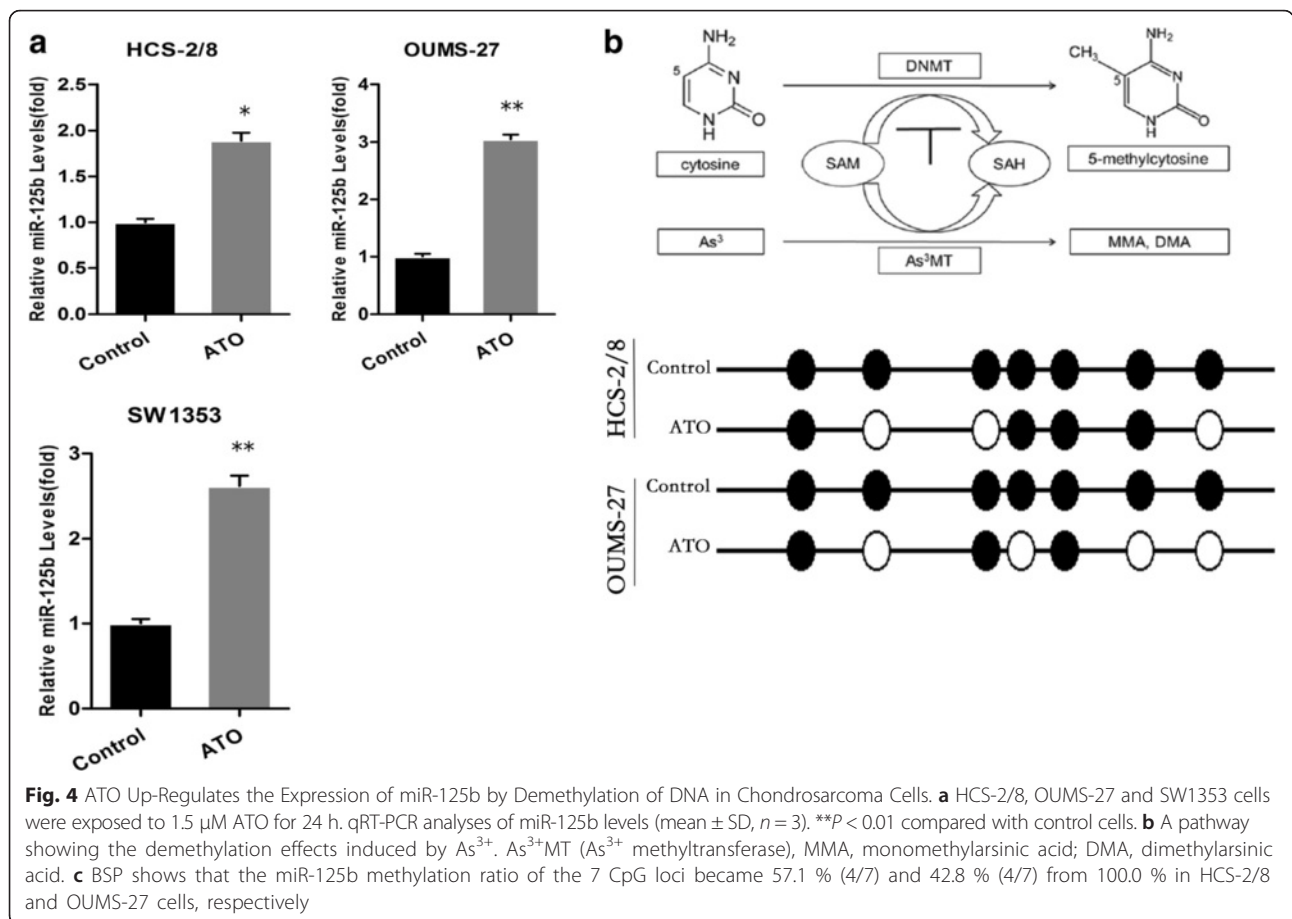 a
HCS-2/8
Relative miR-125b Levels(fold)
2.5
2.0
1.5
1.0
0.5
0.0
*
Control
ATO
OUMS-27
Relative miR-125b Levels(fold)
4
3
2
1
0
**
Control
ATO
SW1353
Relative miR-125b Levels(fold)
3
2
1
0
**
Control
ATO
b
NH₂
5
N
N
H
O
cytosine
DNMT
SAM
SAH
NH₂
CH₃
5
N
N
H
O
5-methylcytosine
As³
As³MT
MMA, DMA
HCS-2/8
Control
ATO
OUMS-27
Control
ATO
Fig. 4 ATO Up-Regulates the Expression of miR-125b by Demethylation of DNA in Chondrosarcoma Cells. a HCS-2/8, OUMS-27 and SW1353 cells
were exposed to 1.5 μM ATO for 24 h. qRT-PCR analyses of miR-125b levels (mean ± SD, n = 3). **P < 0.01 compared with control cells. b A pathway
showing the demethylation effects induced by As³⁺. As³⁺MT (As³⁺ methyltransferase), MMA, monomethylarsinic acid; DMA, dimethylarsinic
acid. c BSP shows that the miR-125b methylation ratio of the 7 CpG loci became 57.1 % (4/7) and 42.8 % (4/7) from 100.0 % in HCS-2/8
and OUMS-27 cells, respectively